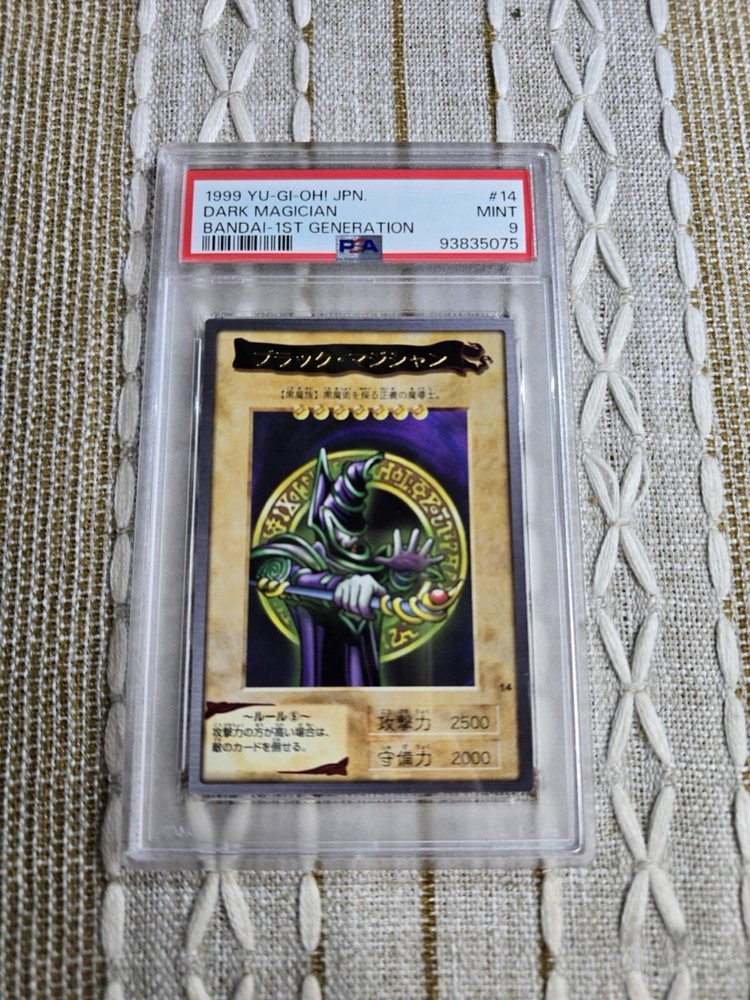 1999 YU-GI-OH! JPN. #14
DARK MAGICIAN MINT
BANDAI-1ST GENERATION 9
PSA 93835075
ブラック・マジシャン
【黒魔族】黒魔術を操る正義の魔導士。
14
〜ルール⑤〜
攻撃力の方が高い場合は、
敵のカードを倒せる。
攻撃力 2500
守備力 2000